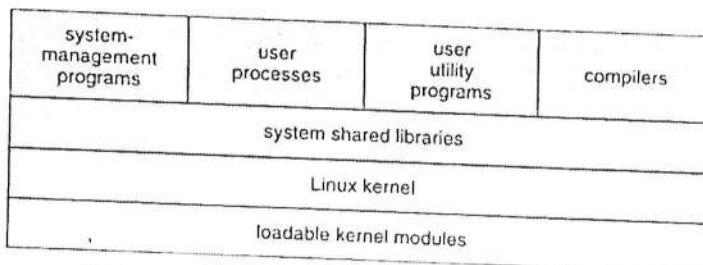 system-
management
programs
user
processes
user
utility
programs
compilers
system shared libraries
Linux kernel
loadable kernel modules